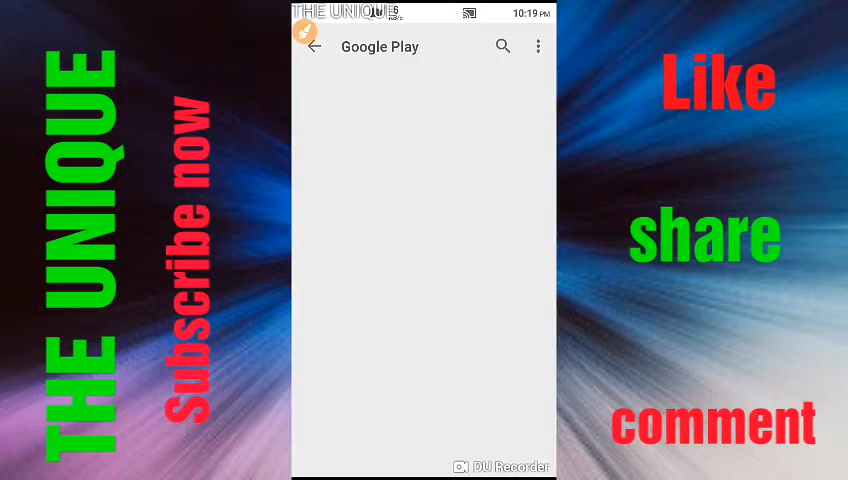 THE UNIQUE
Subscribe now
THE UNIQUE
10:19 PM
Google Play
DU Recorder
Like
share
comment